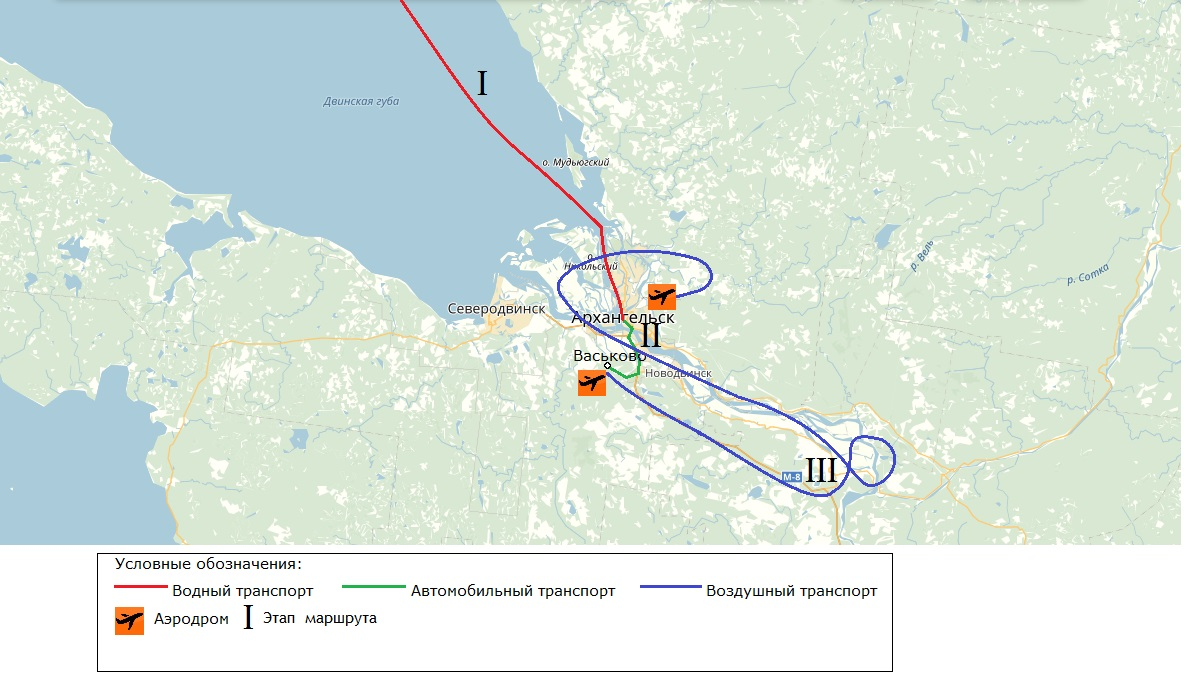 I
Двинская губа
о. Мудьюгский
р. Вель
р. Сотка
о.
Никольский
Северодвинск
Архангельск
II
Васьково
Новодвинск
М-8
III
Условные обозначения:
Водный транспорт
Автомобильный транспорт
Воздушный транспорт
Аэродром
I
Этап маршрута